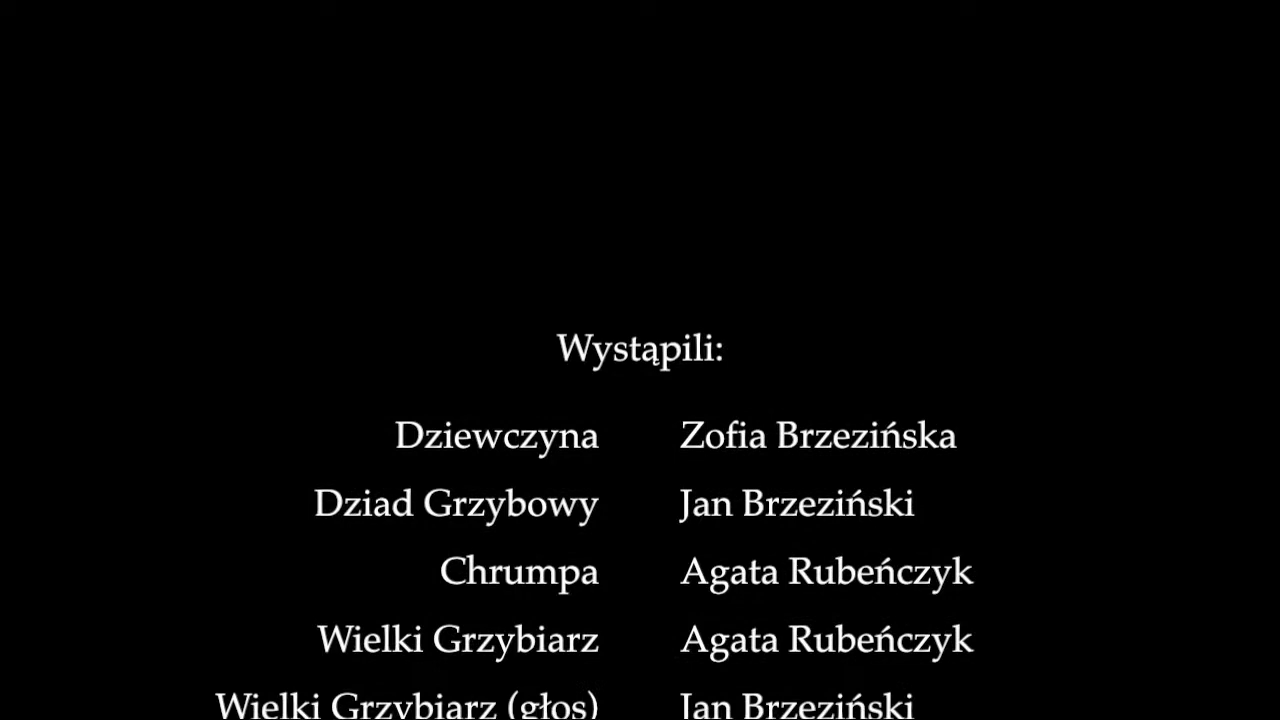 Wystąpili:
Dziewczyna Zofia Brzezińska
Dziad Grzybowy Jan Brzeziński
Chrumpa Agata Rubeńczyk
Wielki Grzybiarz Agata Rubeńczyk
Wielki Grzybiarz (głos) Jan Brzeziński